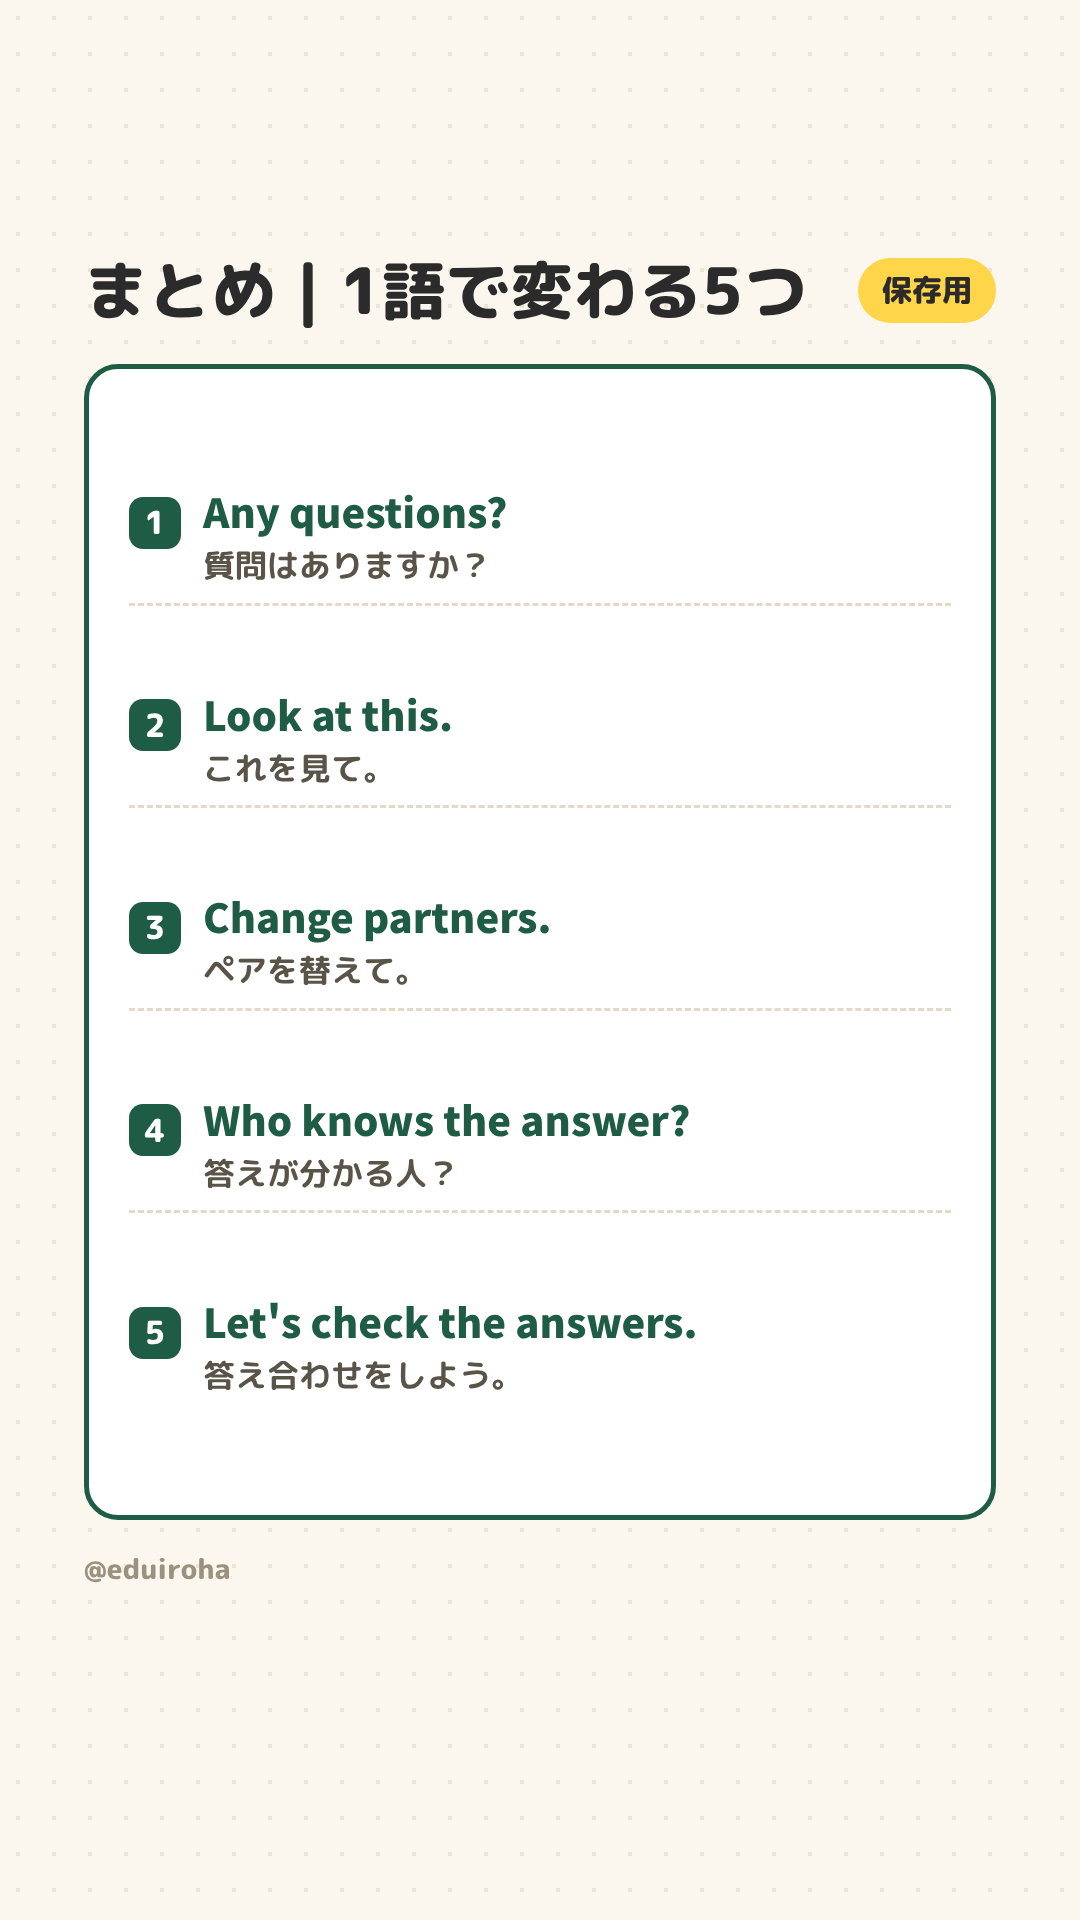 まとめ｜1語で変わる5つ
保存用
1 Any questions?
質問はありますか？
2 Look at this.
これを見て。
3 Change partners.
ペアを替えて。
4 Who knows the answer?
答えが分かる人？
5 Let's check the answers.
答え合わせをしよう。
@eduiroha